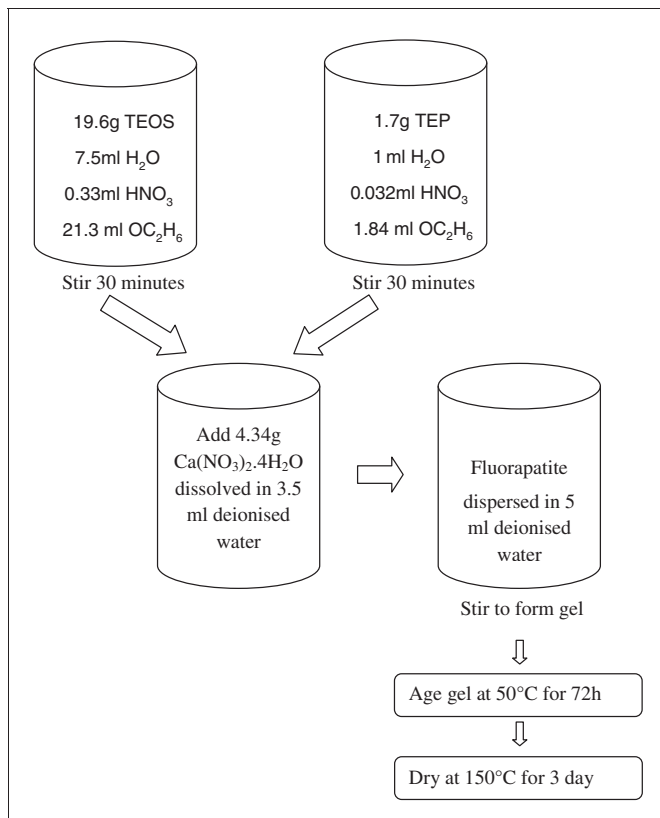 19.6g TEOS
7.5ml H₂O
0.33ml HNO₃
21.3 ml OC₂H₆
Stir 30 minutes
1.7g TEP
1 ml H₂O
0.032ml HNO₃
1.84 ml OC₂H₆
Stir 30 minutes
Add 4.34g
Ca(NO₃)₂.4H₂O
dissolved in 3.5
ml deionised
water
Fluorapatite
dispersed in 5
ml deionised
water
Stir to form gel
Age gel at 50°C for 72h
Dry at 150°C for 3 day